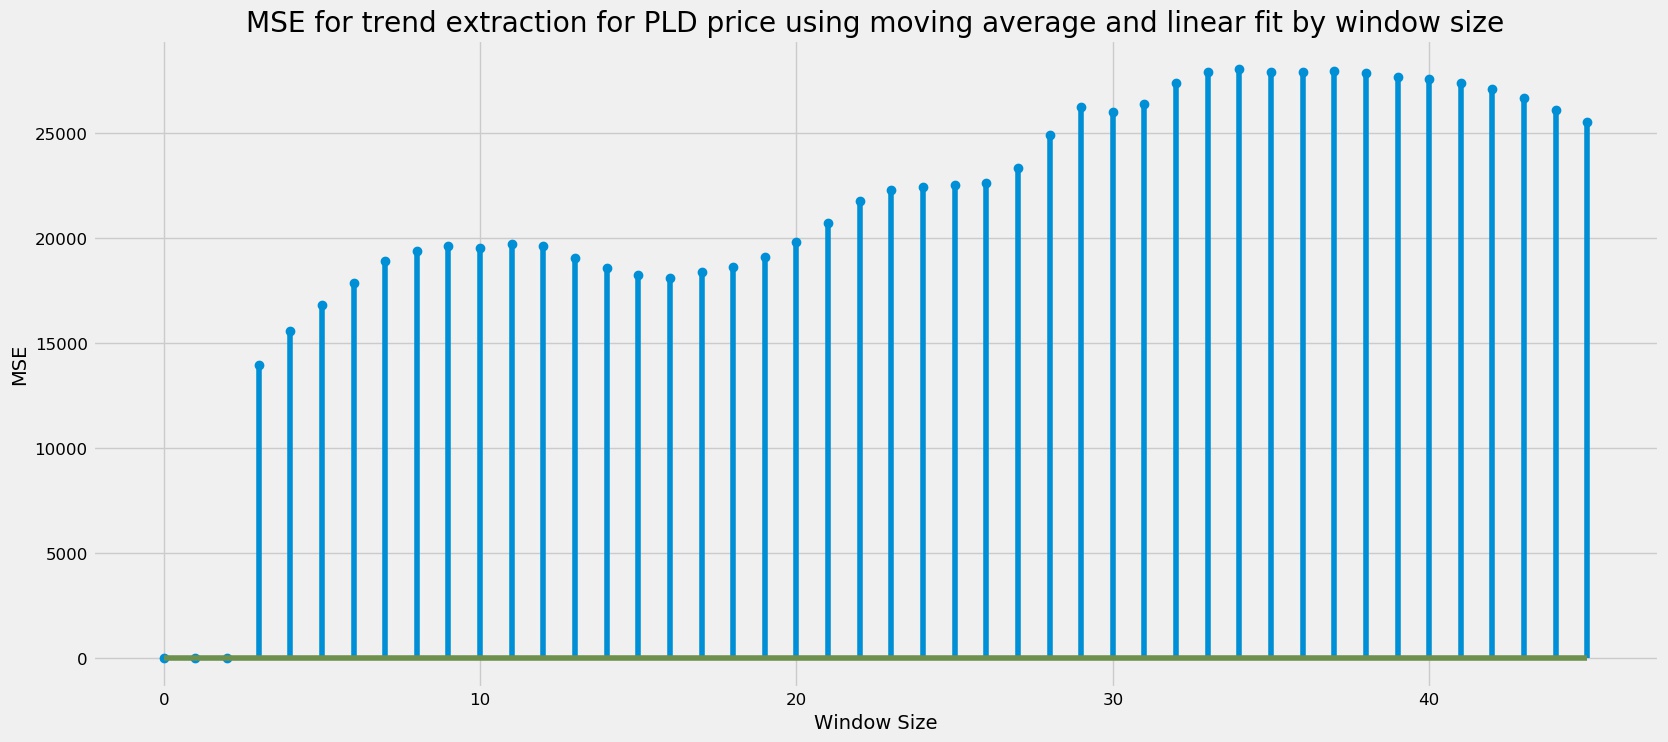 MSE for trend extraction for PLD price using moving average and linear fit by window size
25000
20000
15000
10000
5000
0
MSE
0 10 20 30 40
Window Size